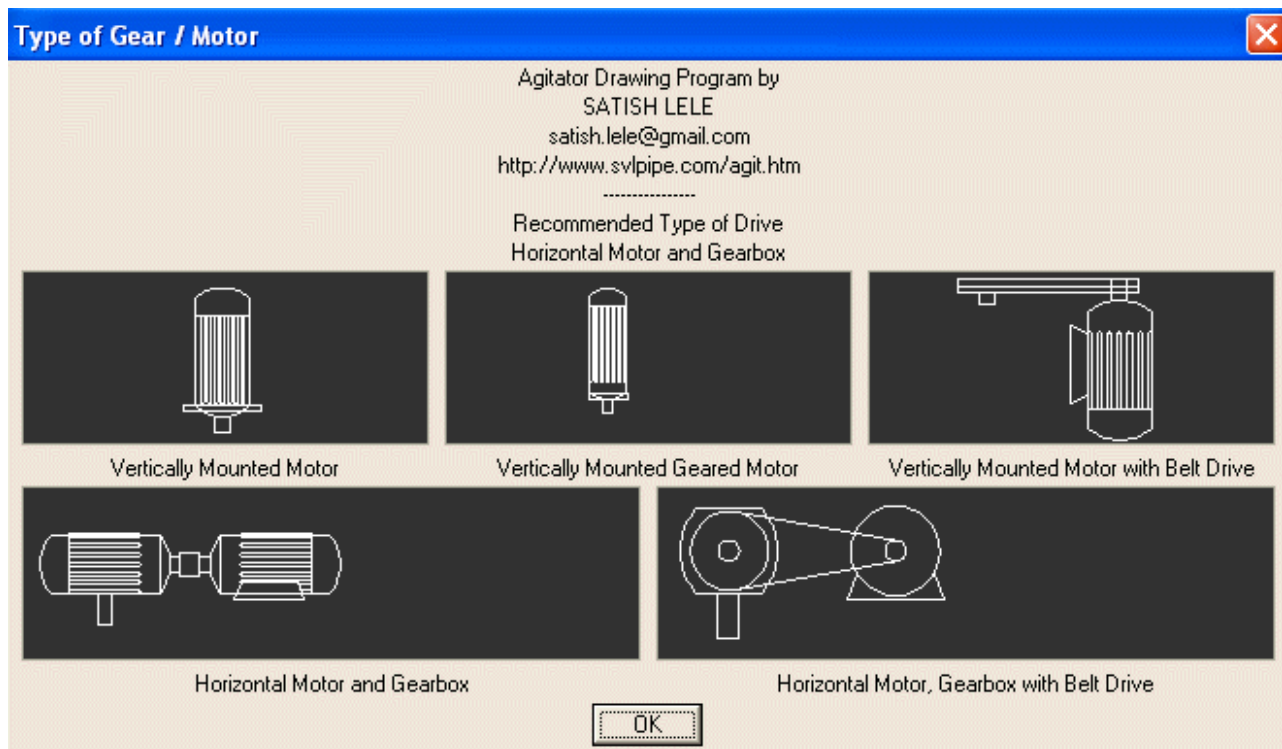 Type of Gear / Motor
Agitator Drawing Program by
SATISH LELE
satish.lele@gmail.com
http://www.svlpipe.com/agit.htm
----------------
Recommended Type of Drive
Horizontal Motor and Gearbox
Vertically Mounted Motor
Vertically Mounted Geared Motor
Vertically Mounted Motor with Belt Drive
Horizontal Motor and Gearbox
Horizontal Motor, Gearbox with Belt Drive
OK